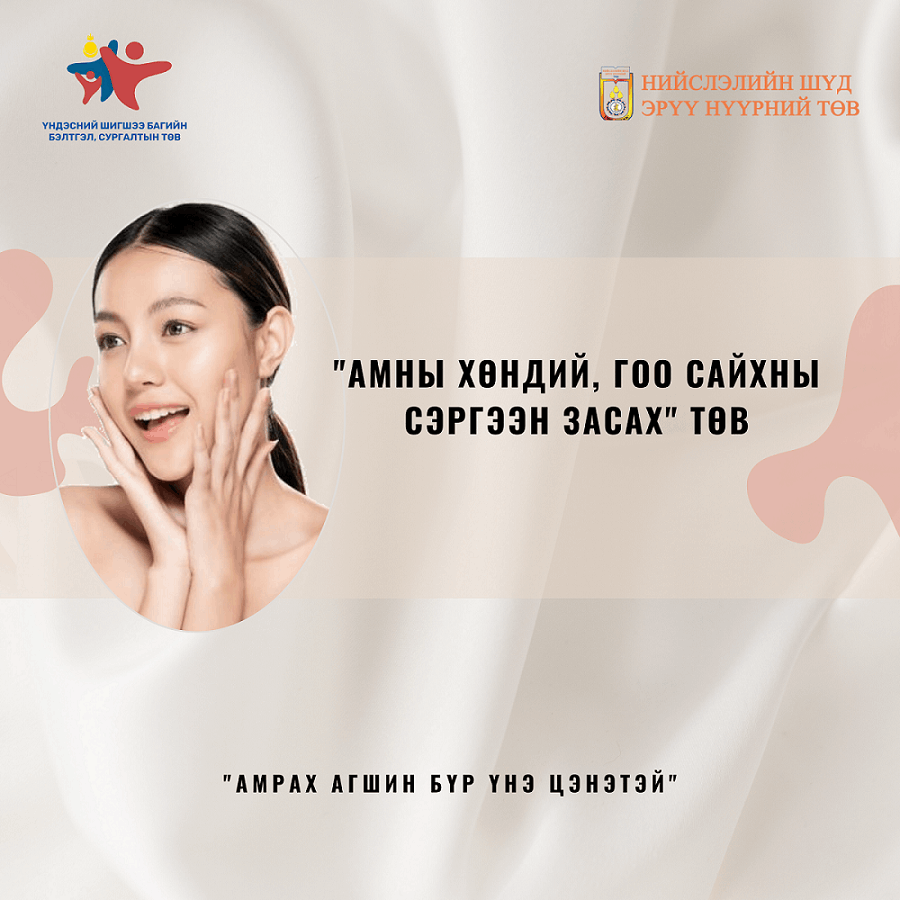 ҮНДЭСНИЙ ШИГШЭЭ БАГИЙН
БЭЛТГЭЛ, СУРГАЛТЫН ТӨВ
НИЙСЛЭЛИЙН ШҮД
ЭРҮҮ НҮҮРНИЙ ТӨВ
"АМНЫ ХӨНДИЙ, ГОО САЙХНЫ
СЭРГЭЭН ЗАСАХ" ТӨВ
"АМРАХ АГШИН БҮР ҮНЭ ЦЭНЭТЭЙ"